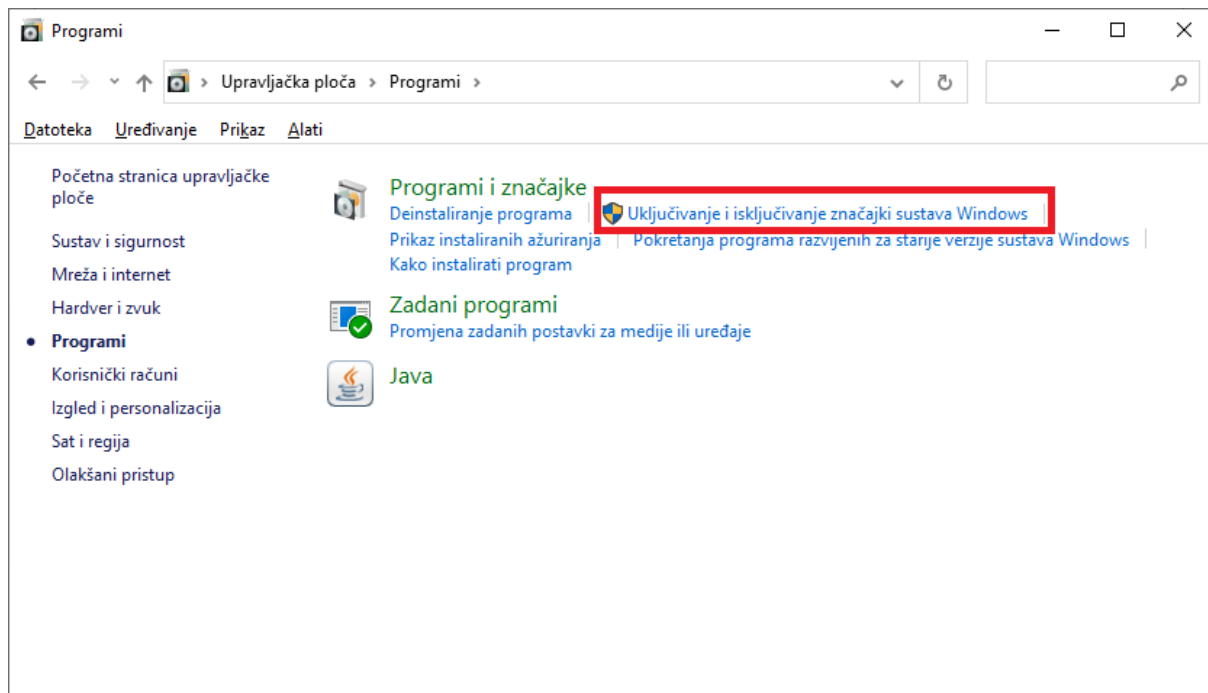 Programi
Upravljačka ploča > Programi >
Datoteka Uređivanje Prikaz Alati
Početna stranica upravljačke
ploče
Sustav i sigurnost
Mreža i internet
Hardver i zvuk
Programi
Korisnički računi
Izgled i personalizacija
Sat i regija
Olakšani pristup
Programi i značajke
Deinstaliranje programa Uključivanje i isključivanje značajki sustava Windows
Prikaz instaliranih ažuriranja Pokretanja programa razvijenih za starije verzije sustava Windows
Kako instalirati program
Zadani programi
Promjena zadanih postavki za medije ili uređaje
Java